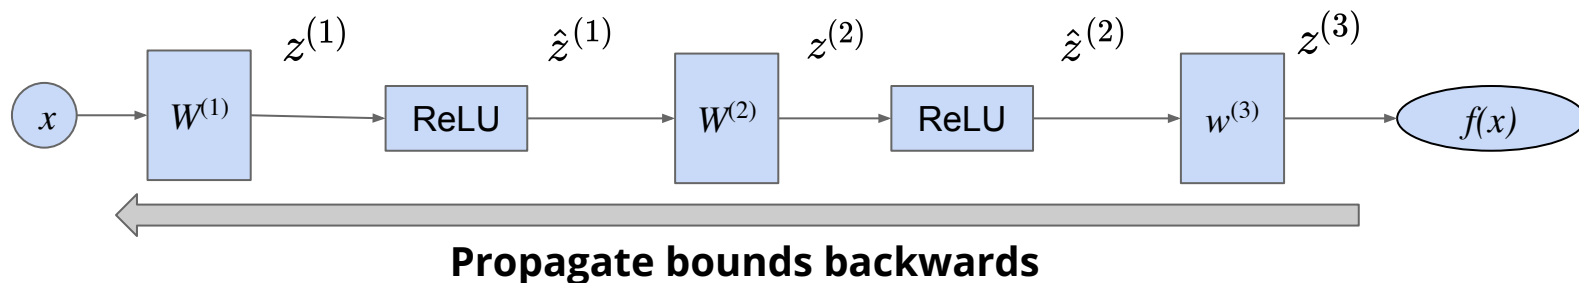 z^{(1)} ẑ^{(1)} z^{(2)} ẑ^{(2)} z^{(3)}
x W^{(1)} ReLU W^{(2)} ReLU w^{(3)} f(x)
Propagate bounds backwards